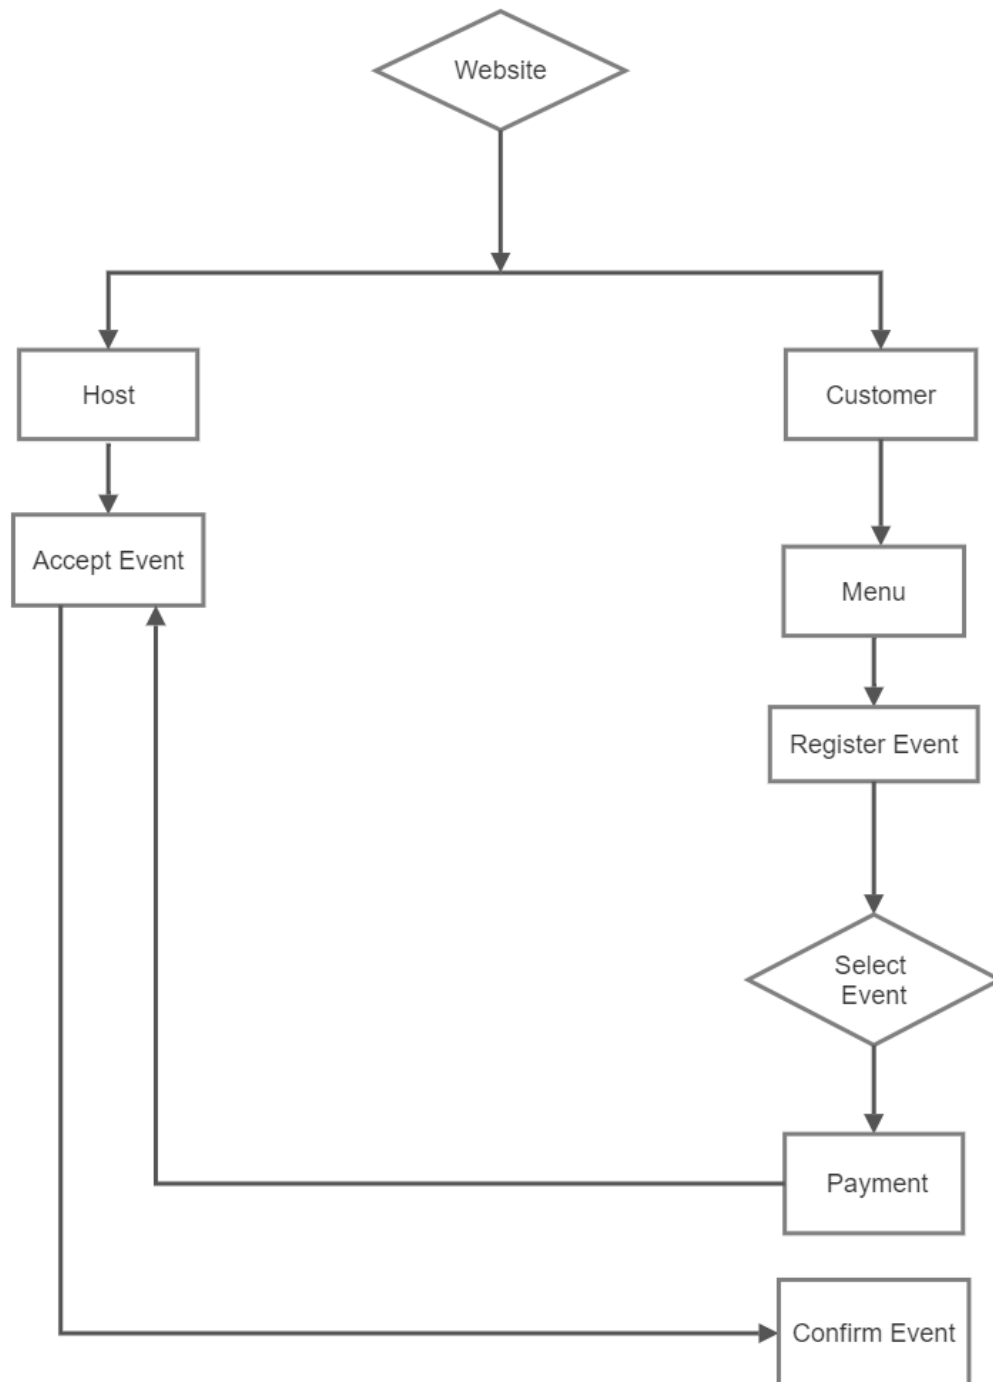 Website
Host
Customer
Accept Event
Menu
Register Event
Select
Event
Payment
Confirm Event